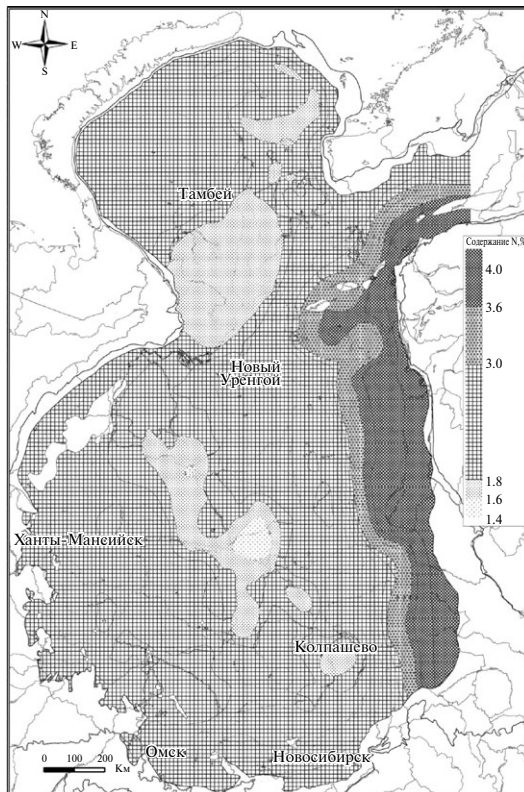 N
W E
S
Тамбей
Содержание N,%
4.0
3.6
3.0
1.8
1.6
1.4
Новый
Уренгой
Ханты-Мансийск
Колпашево
Омск
Новосибирск
0 100 200
Км